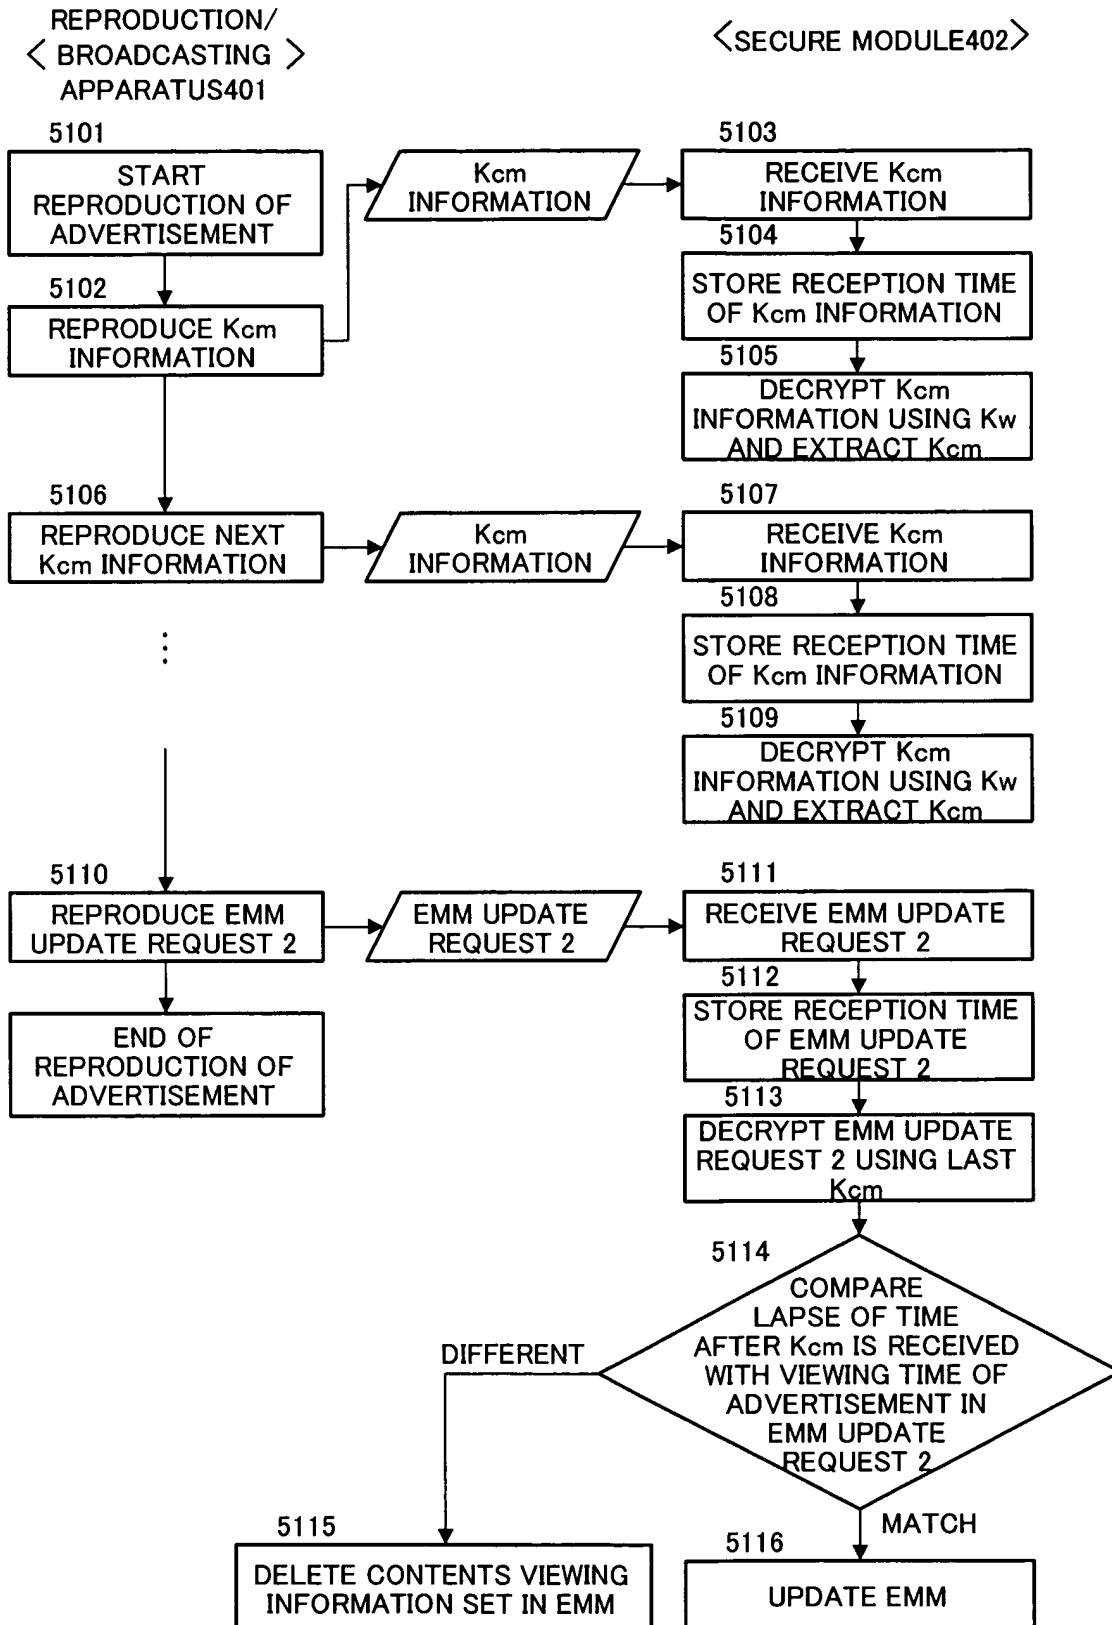 REPRODUCTION/
< BROADCASTING >
APPARATUS401
<SECURE MODULE402>
5101
START
REPRODUCTION OF
ADVERTISEMENT
Kcm
INFORMATION
5103
RECEIVE Kcm
INFORMATION
5102
REPRODUCE Kcm
INFORMATION
5104
STORE RECEPTION TIME
OF Kcm INFORMATION
5105
DECRYPT Kcm
INFORMATION USING Kw
AND EXTRACT Kcm
5106
REPRODUCE NEXT
Kcm INFORMATION
Kcm
INFORMATION
5107
RECEIVE Kcm
INFORMATION
5108
STORE RECEPTION TIME
OF Kcm INFORMATION
5109
DECRYPT Kcm
INFORMATION USING Kw
AND EXTRACT Kcm
5110
REPRODUCE EMM
UPDATE REQUEST 2
EMM UPDATE
REQUEST 2
5111
RECEIVE EMM UPDATE
REQUEST 2
5112
STORE RECEPTION TIME
OF EMM UPDATE
REQUEST 2
END OF
REPRODUCTION OF
ADVERTISEMENT
5113
DECRYPT EMM UPDATE
REQUEST 2 USING LAST
Kcm
5114
COMPARE
LAPSE OF TIME
AFTER Kcm IS RECEIVED
WITH VIEWING TIME OF
ADVERTISEMENT IN
EMM UPDATE
REQUEST 2
DIFFERENT
MATCH
5115
DELETE CONTENTS VIEWING
INFORMATION SET IN EMM
5116
UPDATE EMM